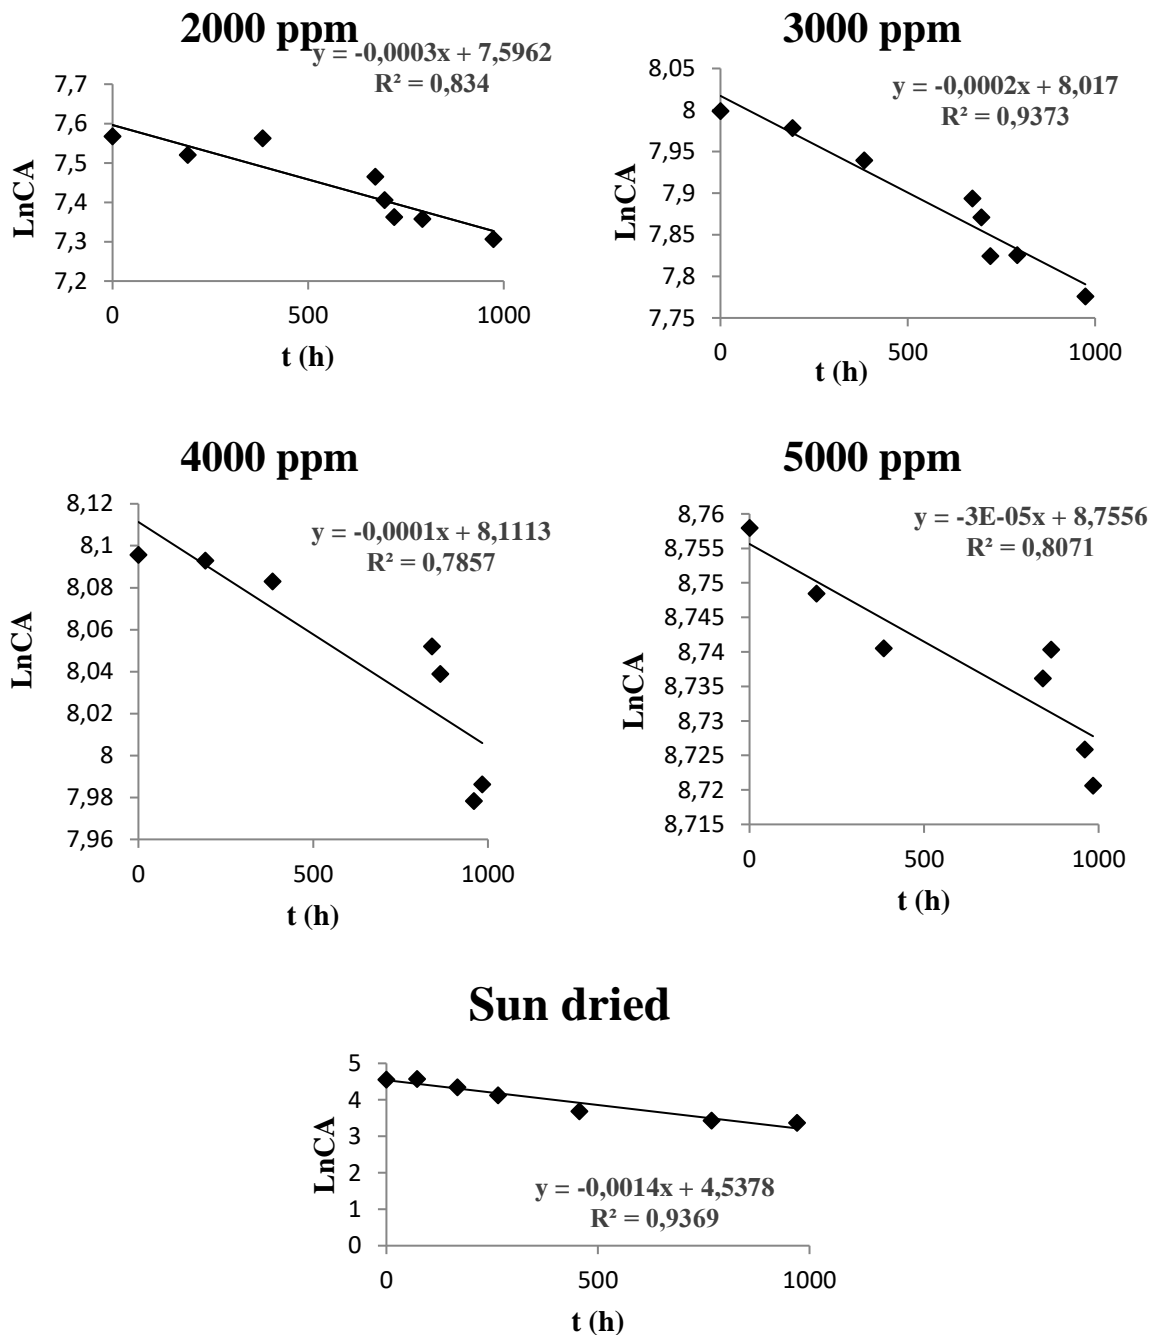 2000 ppm
y = -0,0003x + 7,5962
R² = 0,834
7,7
7,6
7,5
7,4
7,3
7,2
LnCA
0 500 1000
t (h)
3000 ppm
y = -0,0002x + 8,017
R² = 0,9373
8,05
8
7,95
7,9
7,85
7,8
7,75
LnCA
0 500 1000
t (h)
4000 ppm
y = -0,0001x + 8,1113
R² = 0,7857
8,12
8,1
8,08
8,06
8,04
8,02
8
7,98
7,96
LnCA
0 500 1000
t (h)
5000 ppm
y = -3E-05x + 8,7556
R² = 0,8071
8,76
8,755
8,75
8,745
8,74
8,735
8,73
8,725
8,72
8,715
LnCA
0 500 1000
t (h)
Sun dried
5
4
3
2
1
0
LnCA
y = -0,0014x + 4,5378
R² = 0,9369
0 500 1000
t (h)